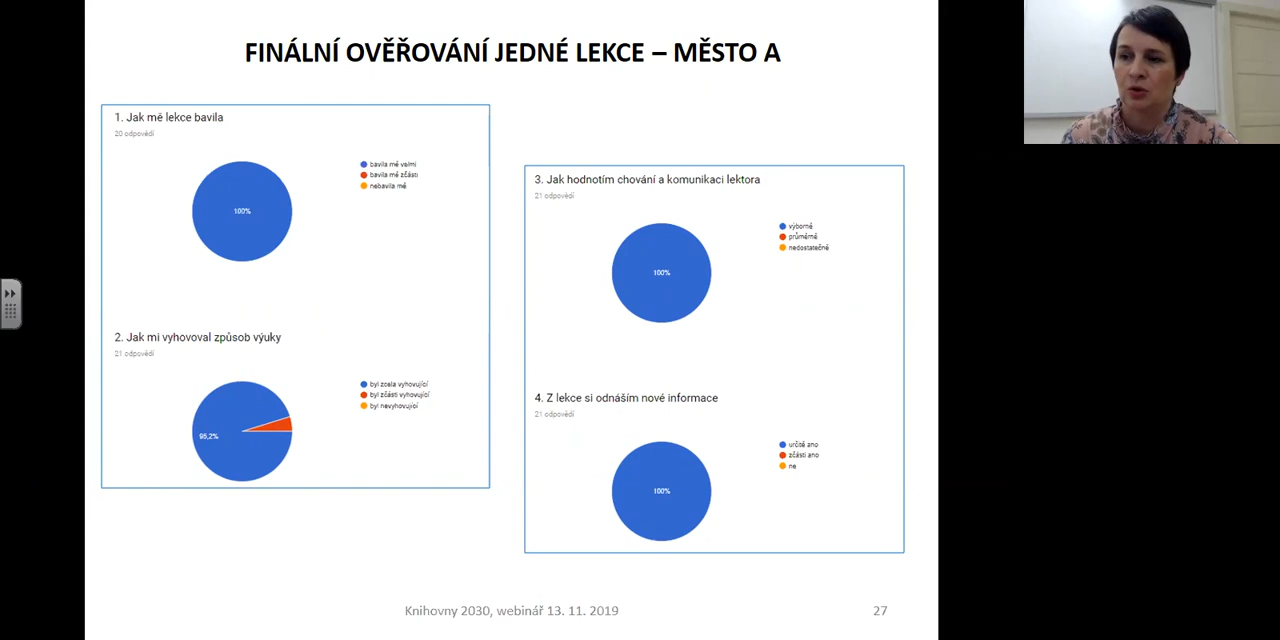 FINÁLNÍ OVĚŘOVÁNÍ JEDNÉ LEKCE – MĚSTO A
1. Jak mě lekce bavila
20 odpovědí
100%
bavila mě velmi
bavila mě zčásti
nebavila mě
2. Jak mi vyhovoval způsob výuky
21 odpovědí
95,2%
byl zcela vyhovující
byl zčásti vyhovující
byl nevyhovující
3. Jak hodnotím chování a komunikaci lektora
21 odpovědí
100%
výborně
průměrně
nedostatečně
4. Z lekce si odnáším nové informace
21 odpovědí
100%
určitě ano
zčásti ano
ne
Knihovny 2030, webinář 13. 11. 2019
27